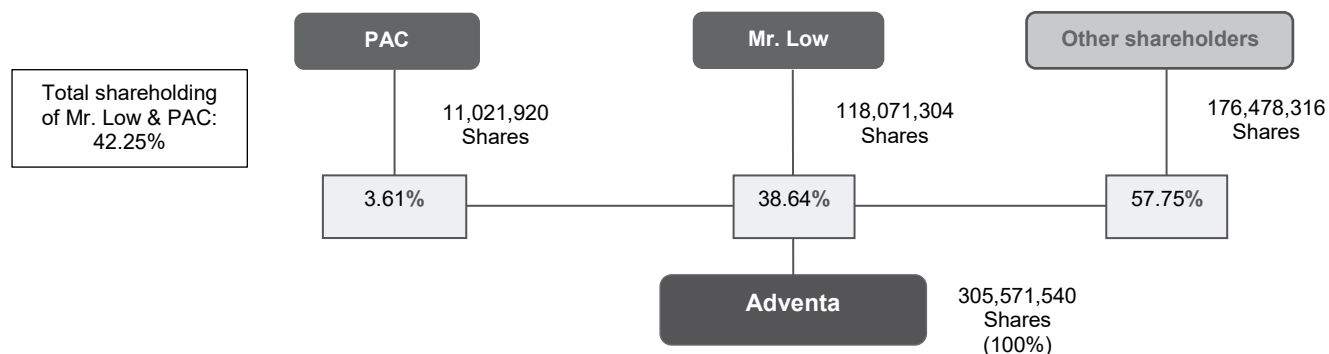 PAC
Mr. Low
Other shareholders
Total shareholding
of Mr. Low & PAC:
42.25%
11,021,920
Shares
118,071,304
Shares
176,478,316
Shares
3.61%
38.64%
57.75%
Adventa
305,571,540
Shares
(100%)